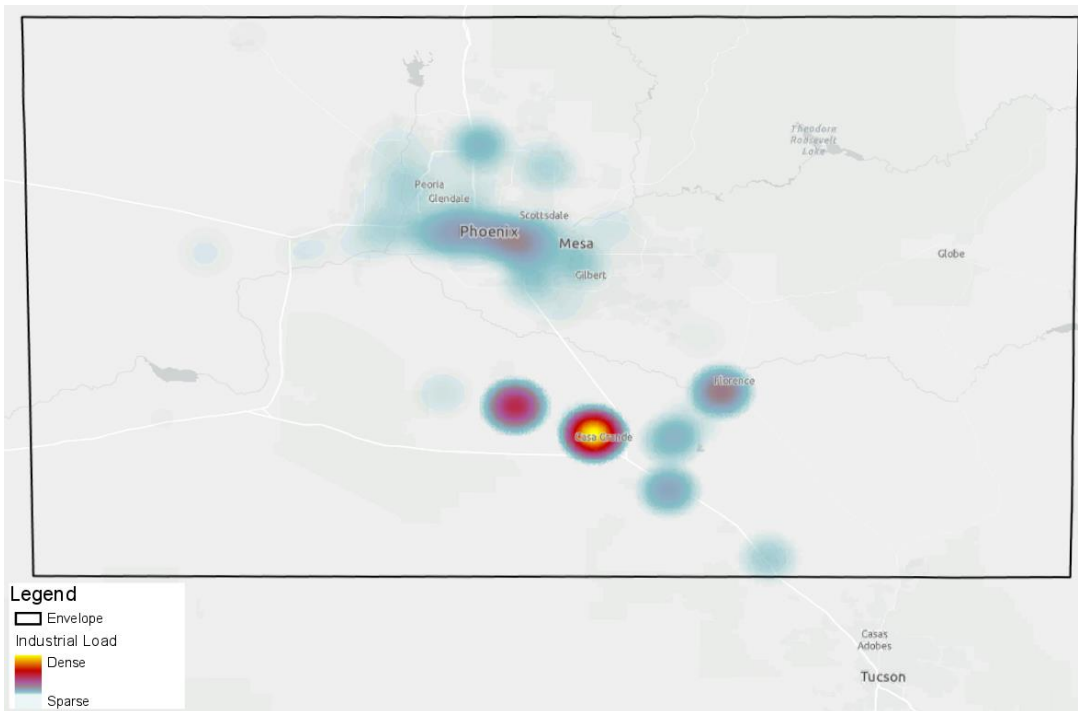 Theodore
Roosevelt
Lake
Peoria
Glendale
Scottsdale
Phoenix
Mesa
Globe
Gilbert
Florence
Casa Grande
Legend
Envelope
Industrial Load
Dense
Sparse
Casas
Adobes
Tucson